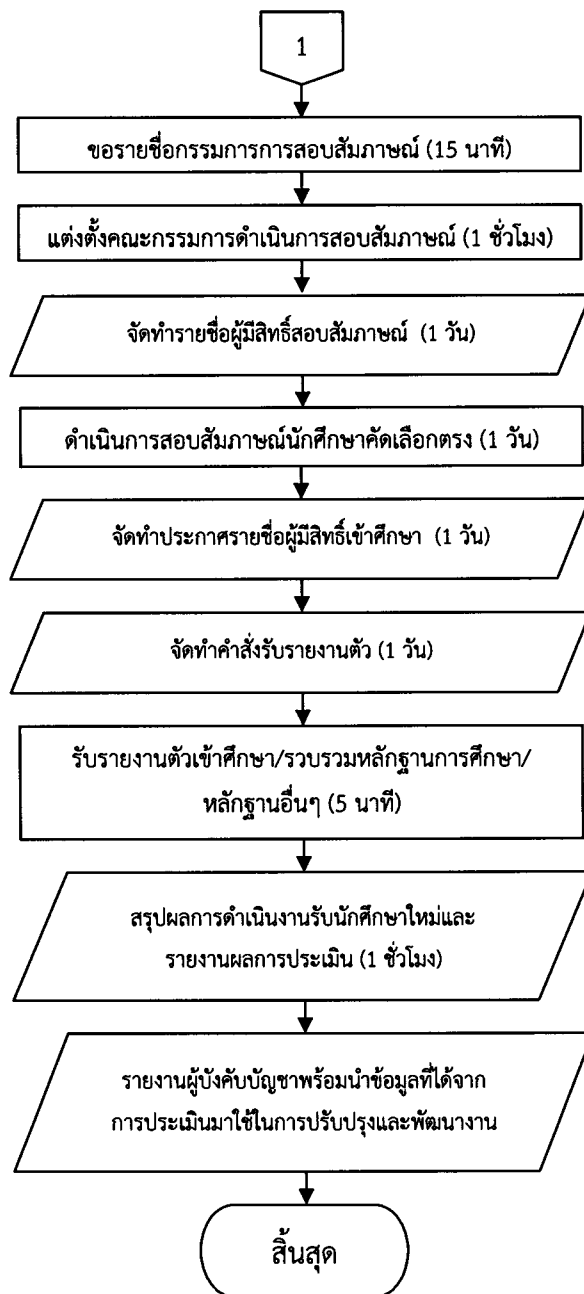 1
ขอรายชื่อกรรมการการสอบสัมภาษณ์ (15 นาที)
แต่งตั้งคณะกรรมการดำเนินการสอบสัมภาษณ์ (1 ชั่วโมง)
จัดทำรายชื่อผู้มีสิทธิ์สอบสัมภาษณ์ (1 วัน)
ดำเนินการสอบสัมภาษณ์นักศึกษาคัดเลือกตรง (1 วัน)
จัดทำประกาศรายชื่อผู้มีสิทธิ์เข้าศึกษา (1 วัน)
จัดทำคำสั่งรับรายงานตัว (1 วัน)
รับรายงานตัวเข้าศึกษา/รวบรวมหลักฐานการศึกษา/
หลักฐานอื่นๆ (5 นาที)
สรุปผลการดำเนินงานรับนักศึกษาใหม่และ
รายงานผลการประเมิน (1 ชั่วโมง)
รายงานผู้บังคับบัญชาพร้อมนำข้อมูลที่ได้จาก
การประเมินมาใช้ในการปรับปรุงและพัฒนางาน
สิ้นสุด